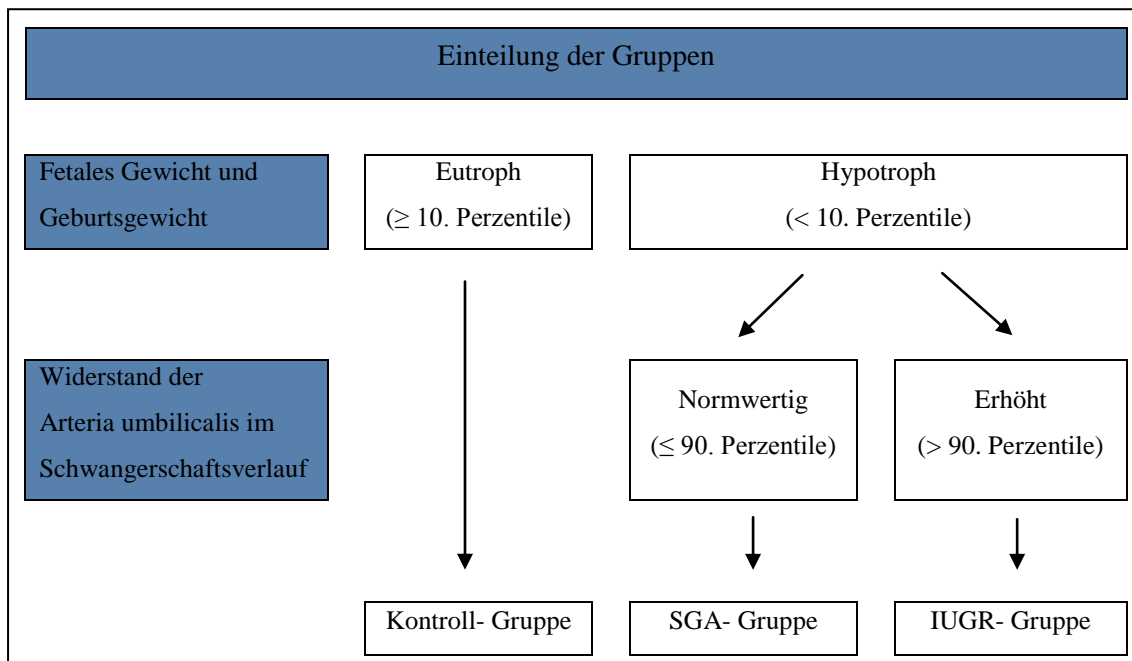 Einteilung der Gruppen
Fetales Gewicht und
Geburtsgewicht
Eutroph
(≥ 10. Perzentile)
Hypotroph
(< 10. Perzentile)
Widerstand der
Arteria umbilicalis im
Schwangerschaftsverlauf
Normwertig
(≤ 90. Perzentile)
Erhöht
(> 90. Perzentile)
Kontroll- Gruppe
SGA- Gruppe
IUGR- Gruppe